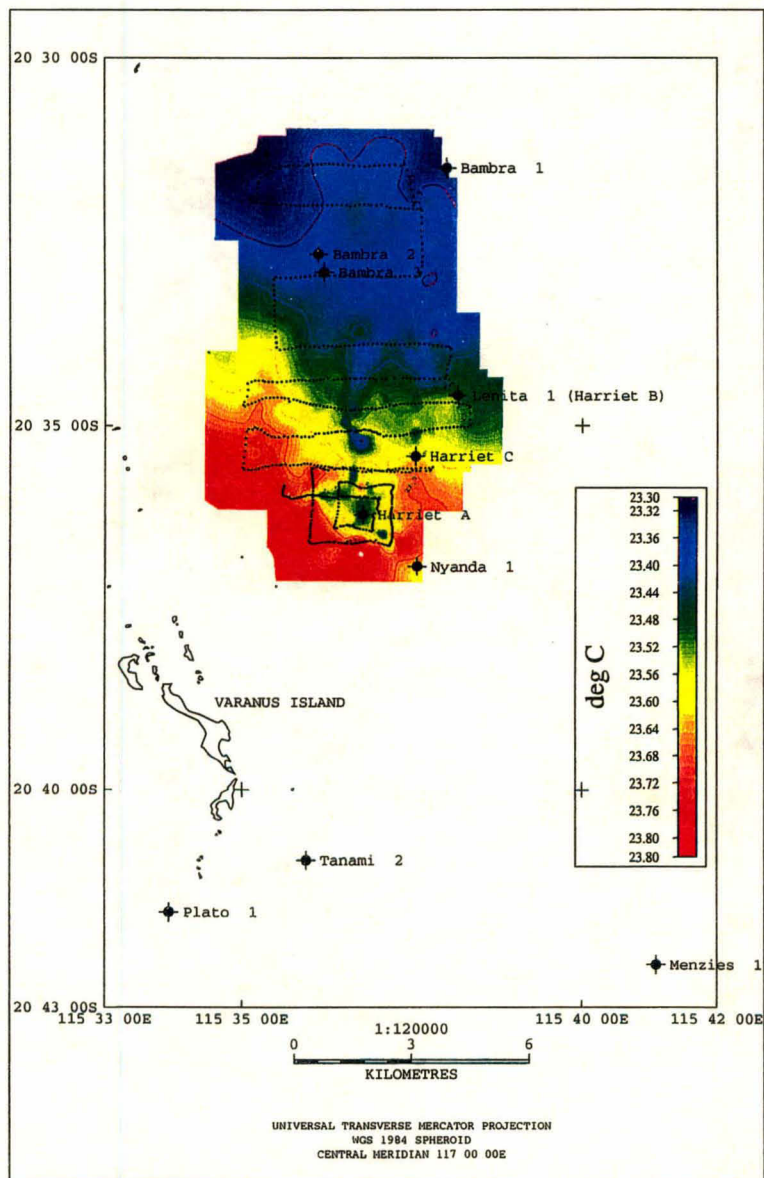 20 30 00S
Bambra 1
Bambra 2
Bambra 3
Lenita 1 (Harriet B)
20 35 00S
Harriet C
Harriet A
Nyanda 1
23.30
23.32
23.36
23.40
23.44
23.48
23.52
23.56
23.60
23.64
23.68
23.72
23.76
23.80
23.80
deg C
VARANUS ISLAND
20 40 00S
Tanami 2
Plato 1
Menzies 1
20 43 00S
115 33 00E
115 35 00E
115 40 00E
115 42 00E
1:120000
0 3 6
KILOMETRES
UNIVERSAL TRANSVERSE MERCATOR PROJECTION
WGS 1984 SPHEROID
CENTRAL MERIDIAN 117 00 00E